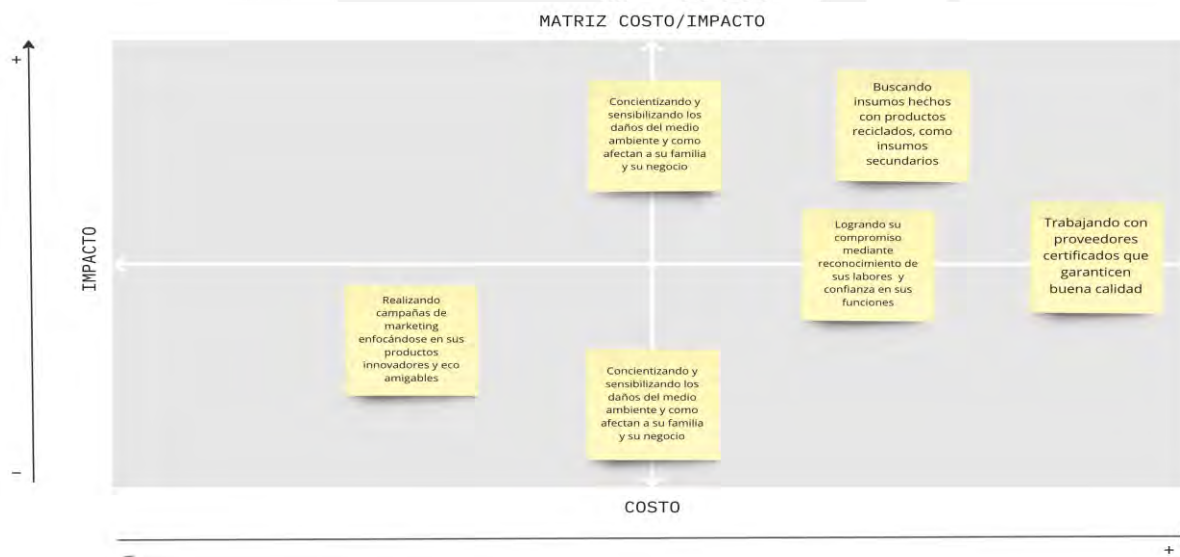 MATRIZ COSTO/IMPACTO
+
IMPACTO
-
Concientizando y
sensibilizando los
daños del medio
ambiente y como
afectan a su familia
y su negocio
Buscando
insumos hechos
con productos
reciclados, como
insumos
secundarios
Logrando su
compromiso
mediante
reconocimiento de
sus labores y
confianza en sus
funciones
Trabajando con
proveedores
certificados que
garanticen
buena calidad
Realizando
campañas de
marketing
enfocándose en sus
productos
innovadores y eco
amigables
Concientizando y
sensibilizando los
daños del medio
ambiente y como
afectan a su familia
y su negocio
COSTO
+